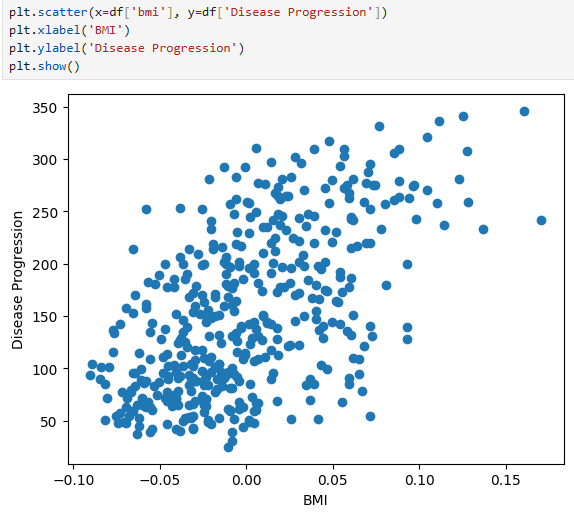 plt.scatter(x=df['bmi'], y=df['Disease Progression'])
plt.xlabel('BMI')
plt.ylabel('Disease Progression')
plt.show()
350
300
250
200
150
100
50
Disease Progression
−0.10
−0.05
0.00
0.05
0.10
0.15
BMI